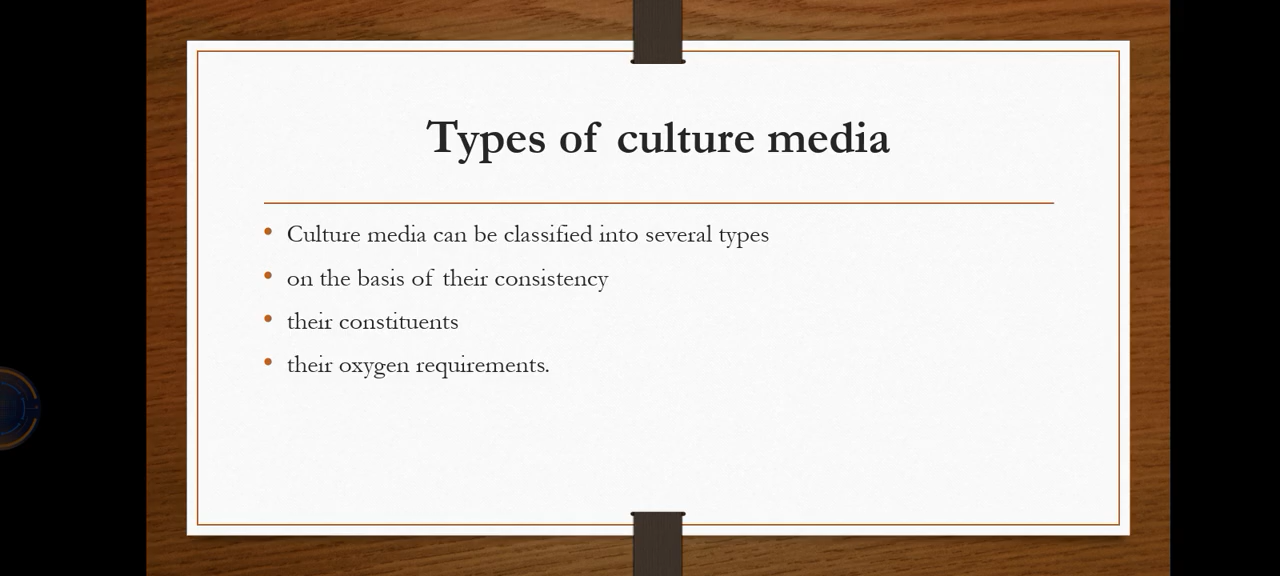 Types of culture media
Culture media can be classified into several types
on the basis of their consistency
their constituents
their oxygen requirements.